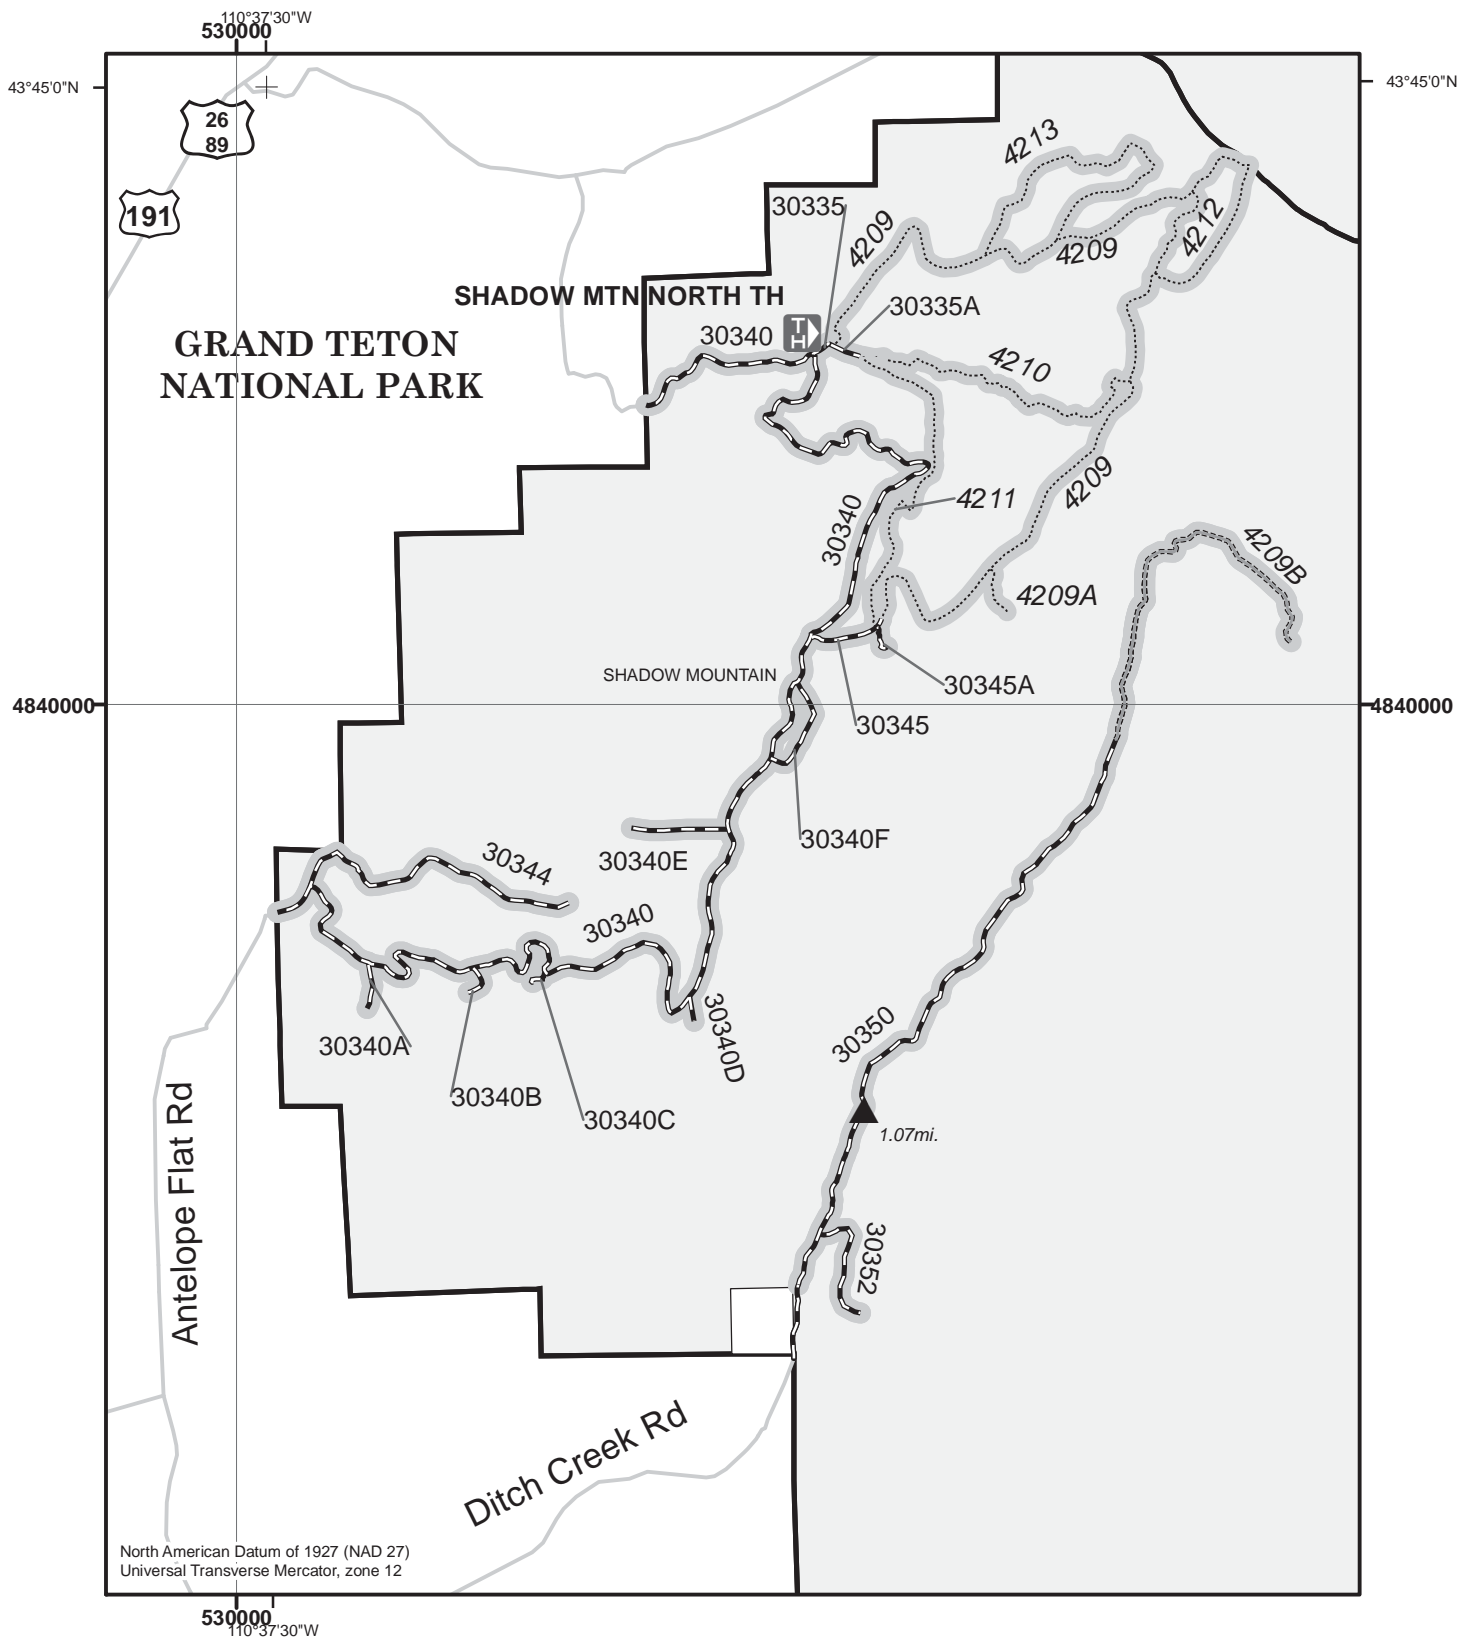 110°37'30"W
530000
43°45'0"N
43°45'0"N
26
89
191
4213
30335
4209
4212
4209
SHADOW MTN NORTH TH
30335A
T
H
30340
GRAND TETON
NATIONAL PARK
4210
4209
4211
30340
4209B
4209A
SHADOW MOUNTAIN
30345A
4840000
4840000
30345
30340F
30344
30340E
30340
30340D
30350
30340A
30340B
30340C
1.07mi.
Antelope Flat Rd
30352
Ditch Creek Rd
North American Datum of 1927 (NAD 27)
Universal Transverse Mercator, zone 12
530000
110°37'30"W